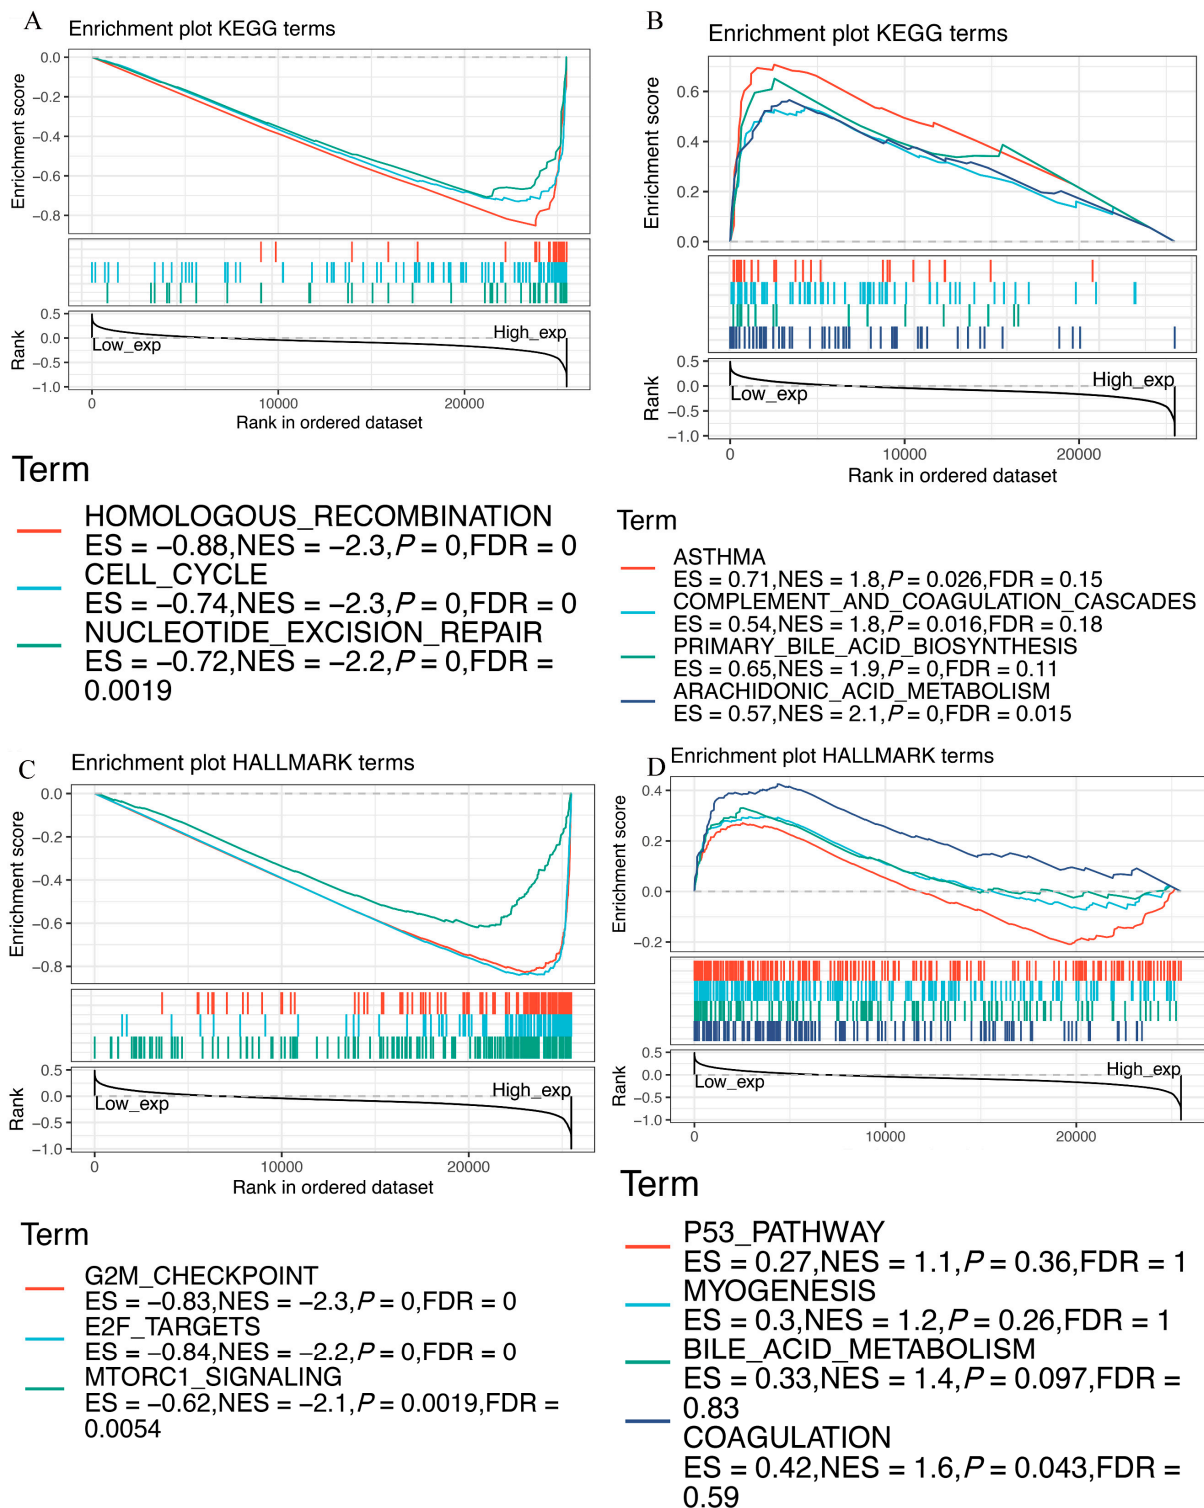 A
Enrichment plot KEGG terms
0.0
−0.2
−0.4
−0.6
−0.8
Enrichment score
0.5
0.0
−0.5
−1.0
Rank
Low_exp
High_exp
0
10000
20000
Rank in ordered dataset
Term
HOMOLOGOUS_RECOMBINATION
ES = −0.88,NES = −2.3,P = 0,FDR = 0
CELL_CYCLE
ES = −0.74,NES = −2.3,P = 0,FDR = 0
NUCLEOTIDE_EXCISION_REPAIR
ES = −0.72,NES = −2.2,P = 0,FDR =
0.0019
B
Enrichment plot KEGG terms
0.6
0.4
0.2
0.0
Enrichment score
0.5
0.0
−0.5
−1.0
Rank
Low_exp
High_exp
0
10000
20000
Rank in ordered dataset
Term
ASTHMA
ES = 0.71,NES = 1.8,P = 0.026,FDR = 0.15
COMPLEMENT_AND_COAGULATION_CASCADES
ES = 0.54,NES = 1.8,P = 0.016,FDR = 0.18
PRIMARY_BILE_ACID_BIOSYNTHESIS
ES = 0.65,NES = 1.9,P = 0,FDR = 0.11
ARACHIDONIC_ACID_METABOLISM
ES = 0.57,NES = 2.1,P = 0,FDR = 0.015
C
Enrichment plot HALLMARK terms
0.0
−0.2
−0.4
−0.6
−0.8
Enrichment score
0.5
0.0
−0.5
−1.0
Rank
Low_exp
High_exp
0
10000
20000
Rank in ordered dataset
Term
G2M_CHECKPOINT
ES = −0.83,NES = −2.3,P = 0,FDR = 0
E2F_TARGETS
ES = −0.84,NES = −2.2,P = 0,FDR = 0
MTORC1_SIGNALING
ES = −0.62,NES = −2.1,P = 0.0019,FDR =
0.0054
D
Enrichment plot HALLMARK terms
0.4
0.2
0.0
−0.2
Enrichment score
0.5
0.0
−0.5
−1.0
Rank
Low_exp
High_exp
0
10000
20000
Term
P53_PATHWAY
ES = 0.27,NES = 1.1,P = 0.36,FDR = 1
MYOGENESIS
ES = 0.3,NES = 1.2,P = 0.26,FDR = 1
BILE_ACID_METABOLISM
ES = 0.33,NES = 1.4,P = 0.097,FDR =
0.83
COAGULATION
ES = 0.42,NES = 1.6,P = 0.043,FDR =
0.59